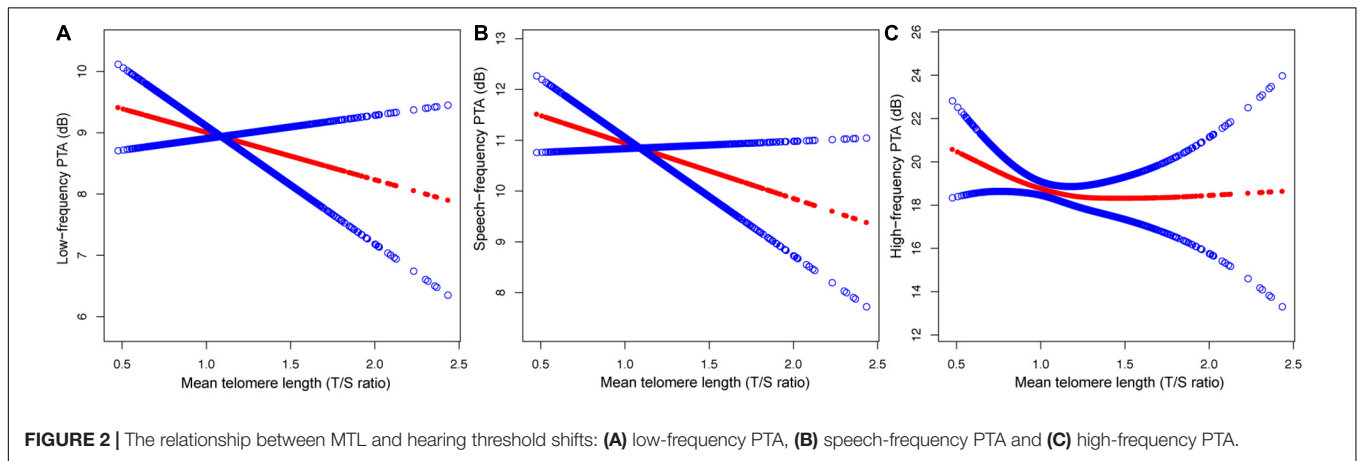 A
Low−frequency PTA (dB)
10
9
8
7
6
0.5 1.0 1.5 2.0 2.5
Mean telomere length (T/S ratio)
B
Speech−frequency PTA (dB)
13
12
11
10
9
8
0.5 1.0 1.5 2.0 2.5
Mean telomere length (T/S ratio)
C
High−frequency PTA (dB)
26
24
22
20
18
16
14
12
0.5 1.0 1.5 2.0 2.5
Mean telomere length (T/S ratio)
FIGURE 2 | The relationship between MTL and hearing threshold shifts: (A) low-frequency PTA, (B) speech-frequency PTA and (C) high-frequency PTA.